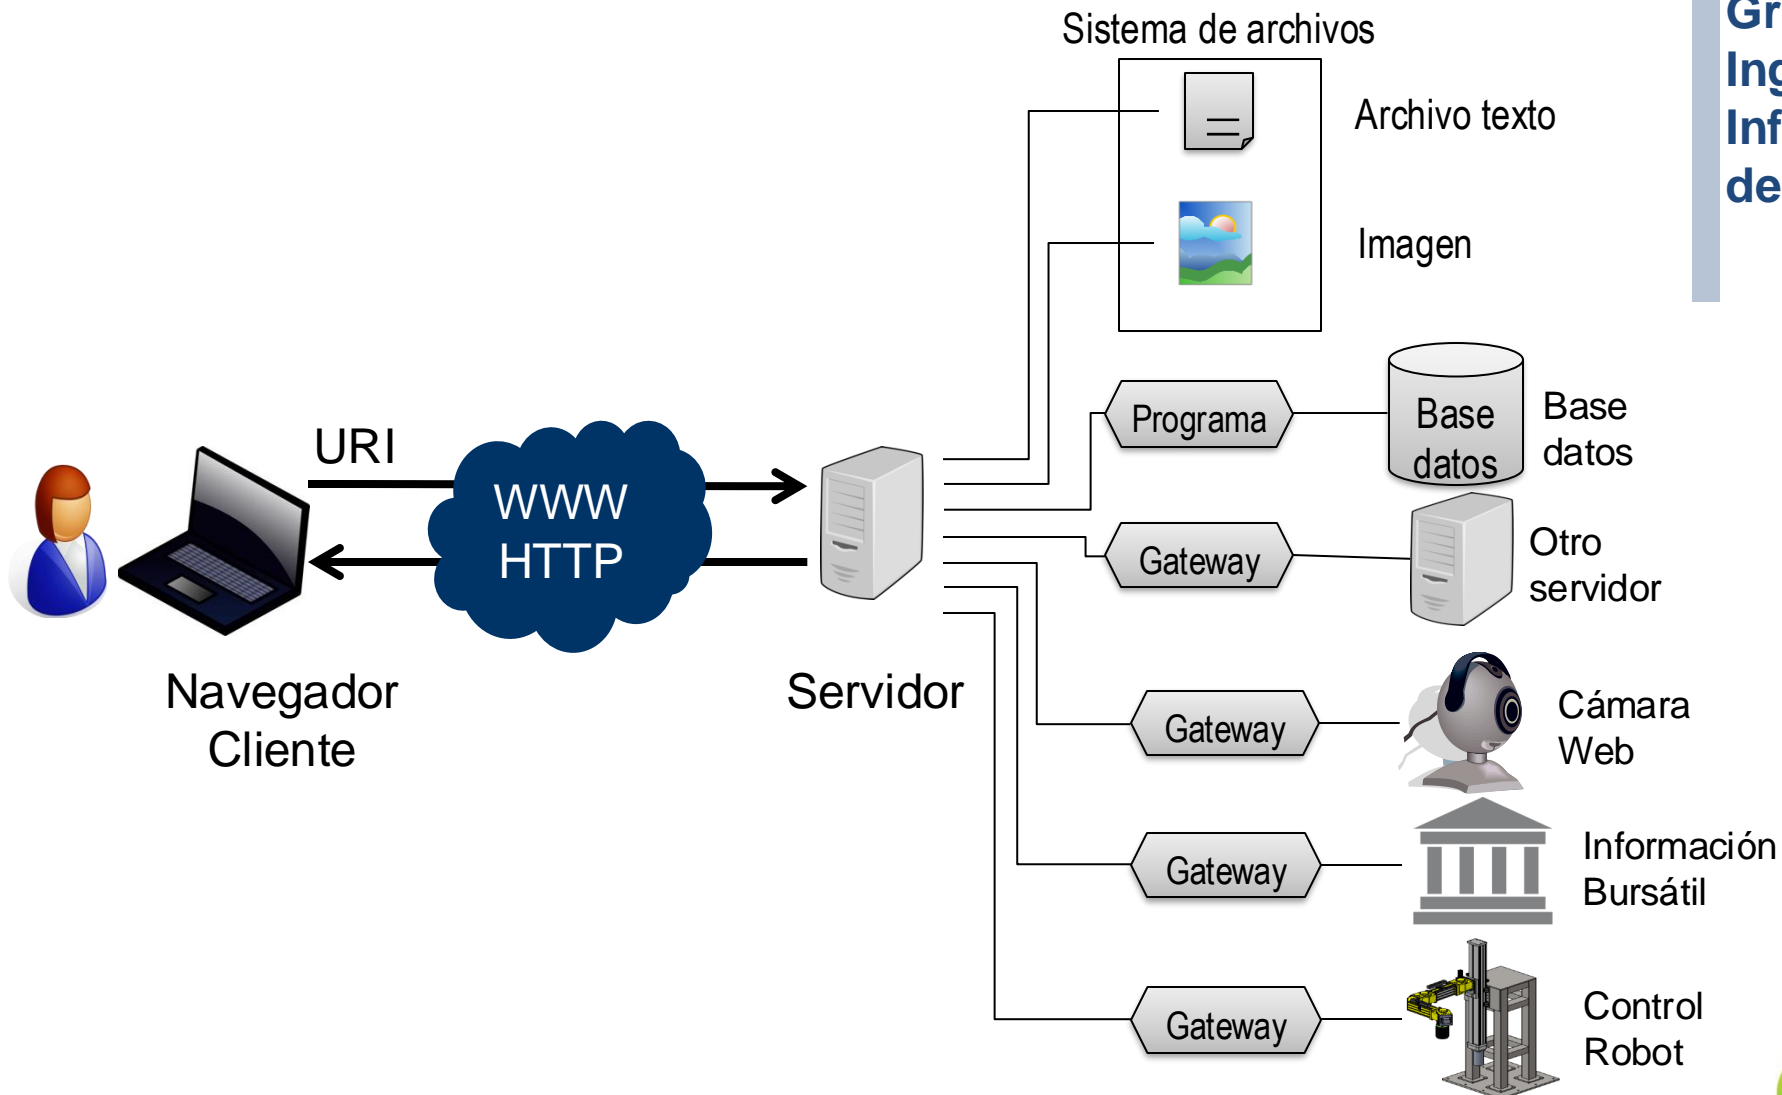 Sistema de archivos
Archivo texto
Imagen
Programa
Base
datos
Base
datos
URI
WWW
HTTP
Gateway
Otro
servidor
Navegador
Cliente
Servidor
Gateway
Cámara
Web
Gateway
Información
Bursátil
Gateway
Control
Robot
de